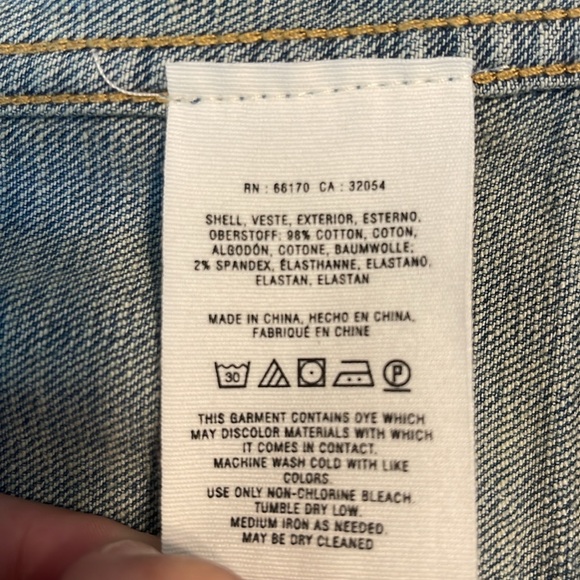 RN : 66170 CA : 32054
SHELL, VESTE, EXTERIOR, ESTERNO,
OBERSTOFF: 98% COTTON, COTON,
ALGODÓN, COTONE, BAUMWOLLE;
2% SPANDEX, ÉLASTHANNE, ELASTANO,
ELASTAN, ELASTAN
MADE IN CHINA, HECHO EN CHINA,
FABRIQUÉ EN CHINE
30 P
THIS GARMENT CONTAINS DYE WHICH
MAY DISCOLOR MATERIALS WITH WHICH
IT COMES IN CONTACT.
MACHINE WASH COLD WITH LIKE
COLORS.
USE ONLY NON-CHLORINE BLEACH.
TUMBLE DRY LOW.
MEDIUM IRON AS NEEDED.
MAY BE DRY CLEANED